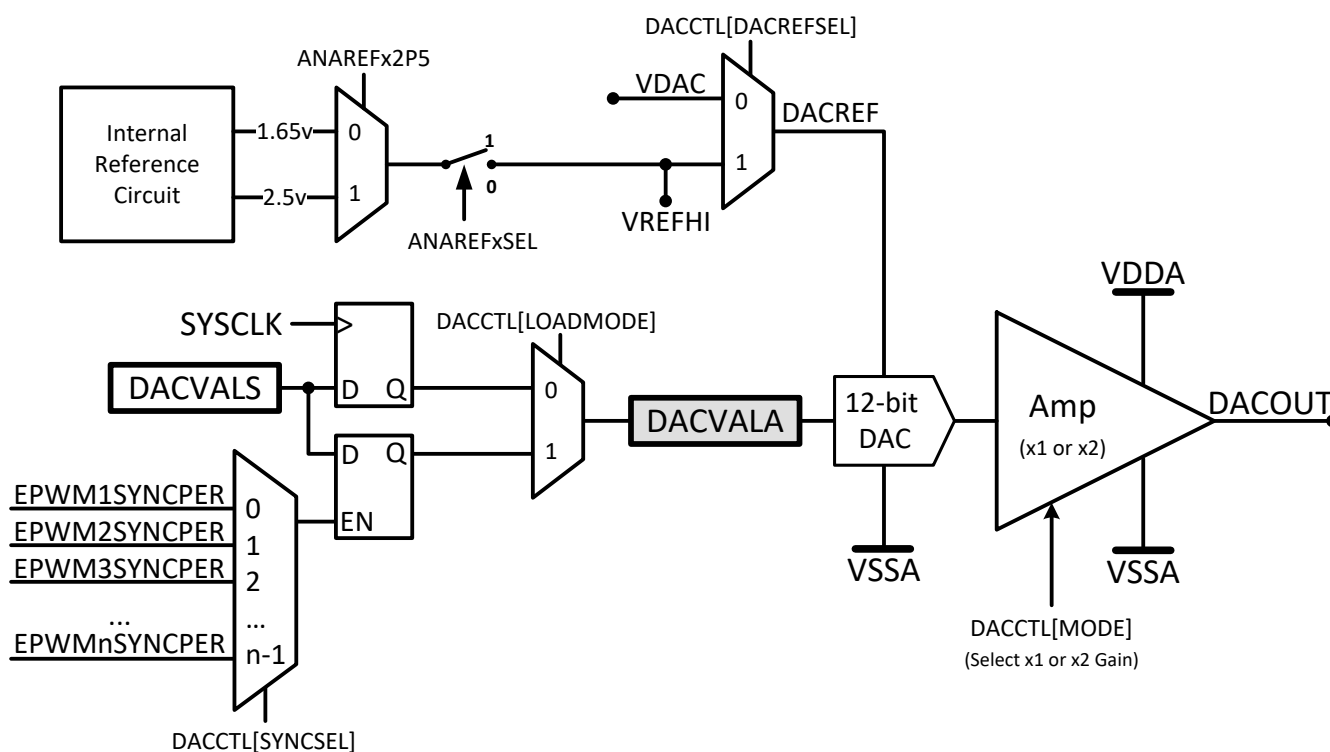 DACCTL[DACREFSEL]
ANAREFx2P5
VDAC
0
DACREF
Internal
Reference
Circuit
1.65v
0
2.5v
1
1
0
1
VREFHI
ANAREFxSEL
VDDA
SYSCLK
>
DACCTL[LOADMODE]
DACVALS
D
Q
0
DACVALA
12-bit
DAC
Amp
(x1 or x2)
DACOUT
D
Q
1
EN
EPWM1SYNCPER
0
EPWM2SYNCPER
1
EPWM3SYNCPER
2
...
...
EPWMnSYNCPER
n-1
VSSA
VSSA
DACCTL[MODE]
(Select x1 or x2 Gain)
DACCTL[SYNCSEL]